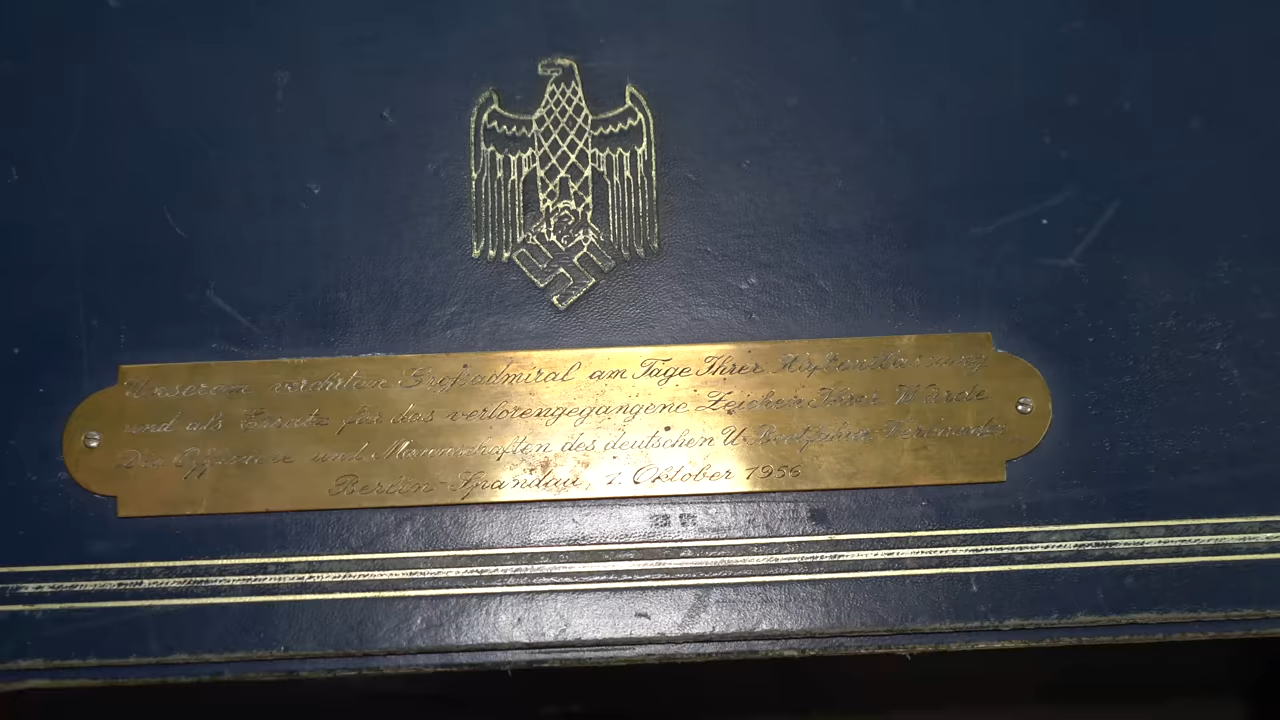 Unserem verehrten Großadmiral am Tage Ihrer Haftentlassung
und als Ersatz für das verlorengegangene Zeichen Ihrer Würde
Die Offiziere und Mannschaften des deutschen U-Bootfahrer-Verbandes
Berlin-Spandau, 1. Oktober 1956